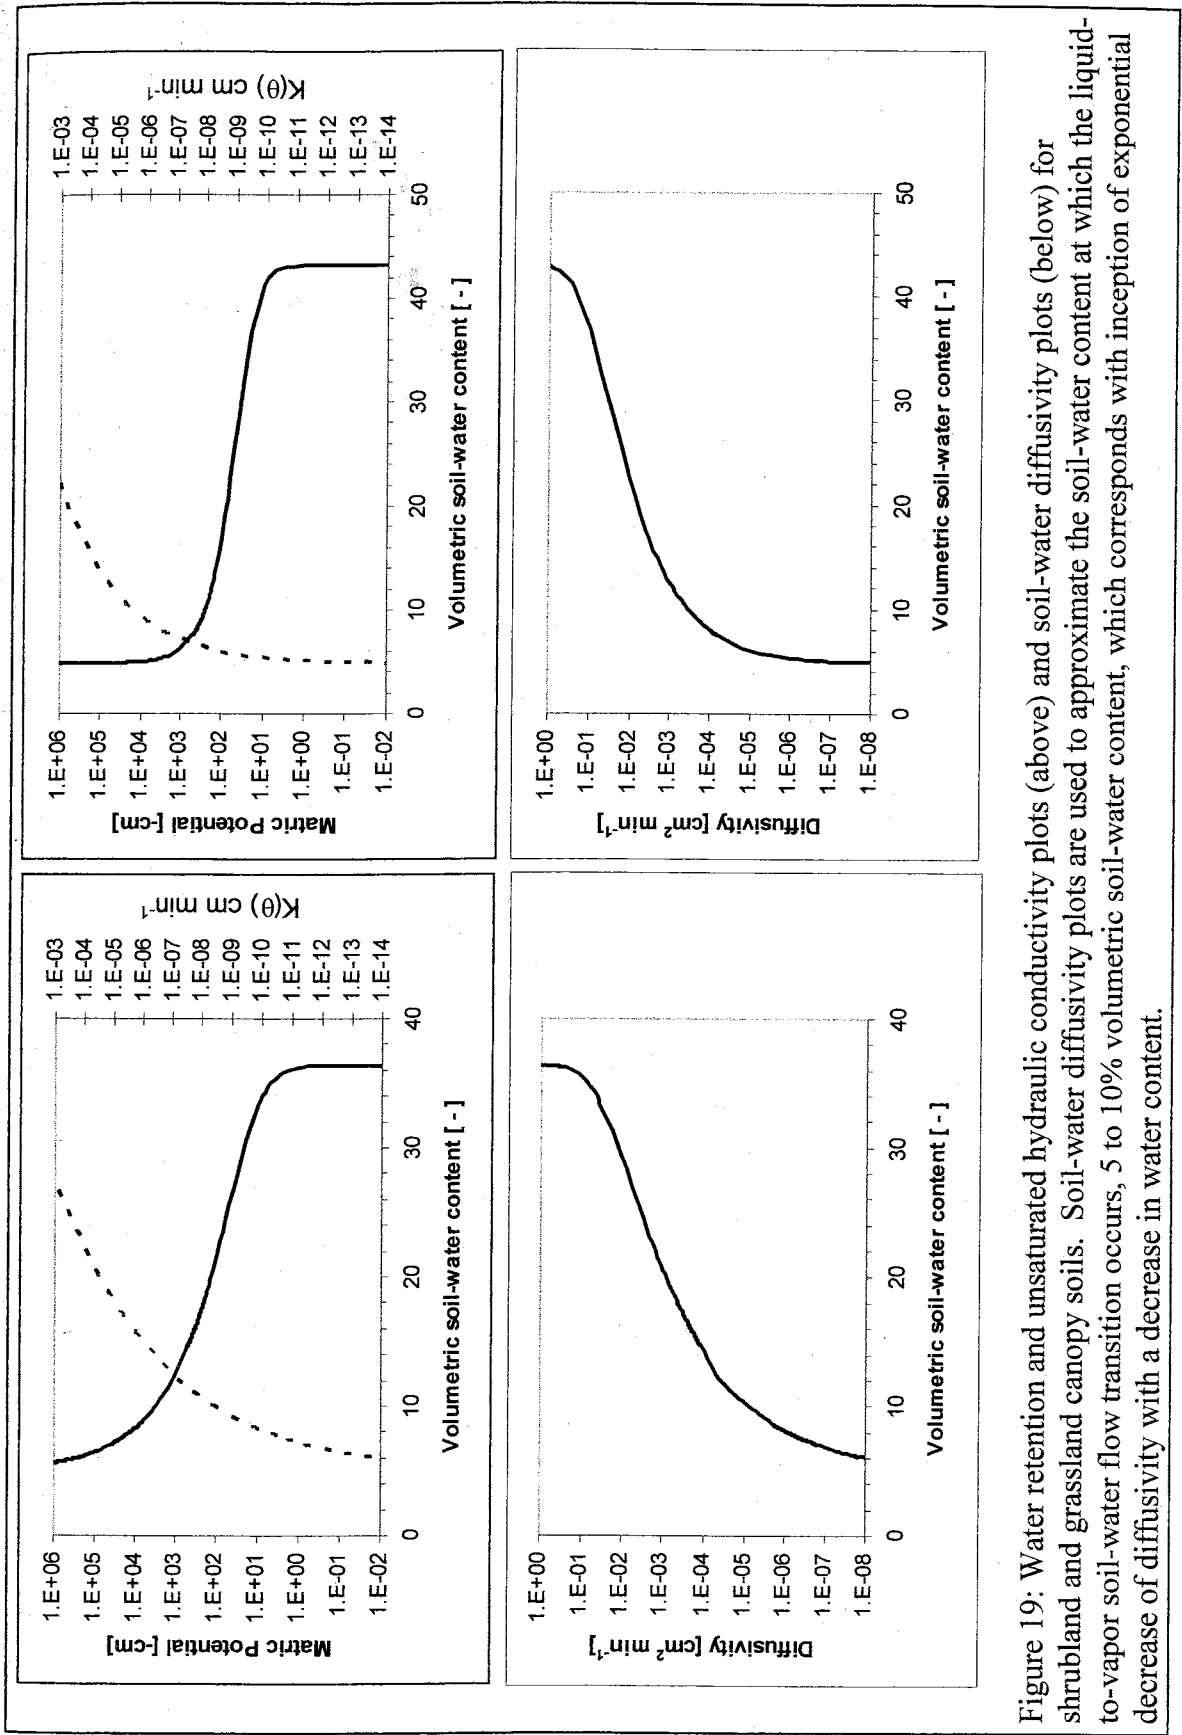 Matric Potential [-cm]
1.E+06
1.E+05
1.E+04
1.E+03
1.E+02
1.E+01
1.E+00
1.E-01
1.E-02
0
10
20
30
40
Volumetric soil-water content [ - ]
1.E-03
1.E-04
1.E-05
1.E-06
1.E-07
1.E-08
1.E-09
1.E-10
1.E-11
1.E-12
1.E-13
1.E-14
K(θ) cm min⁻¹
Matric Potential [-cm]
1.E+06
1.E+05
1.E+04
1.E+03
1.E+02
1.E+01
1.E+00
1.E-01
1.E-02
0
10
20
30
40
50
Volumetric soil-water content [ - ]
1.E-03
1.E-04
1.E-05
1.E-06
1.E-07
1.E-08
1.E-09
1.E-10
1.E-11
1.E-12
1.E-13
1.E-14
K(θ) cm min⁻¹
Diffusivity [cm² min⁻¹]
1.E+00
1.E-01
1.E-02
1.E-03
1.E-04
1.E-05
1.E-06
1.E-07
1.E-08
0
10
20
30
40
Volumetric soil-water content [ - ]
Diffusivity [cm² min⁻¹]
1.E+00
1.E-01
1.E-02
1.E-03
1.E-04
1.E-05
1.E-06
1.E-07
1.E-08
0
10
20
30
40
50
Volumetric soil-water content [ - ]
Figure 19: Water retention and unsaturated hydraulic conductivity plots (above) and soil-water diffusivity plots (below) for
shrubland and grassland canopy soils.  Soil-water diffusivity plots are used to approximate the soil-water content at which the liquid-
to-vapor soil-water flow transition occurs, 5 to 10% volumetric soil-water content, which corresponds with inception of exponential
decrease of diffusivity with a decrease in water content.